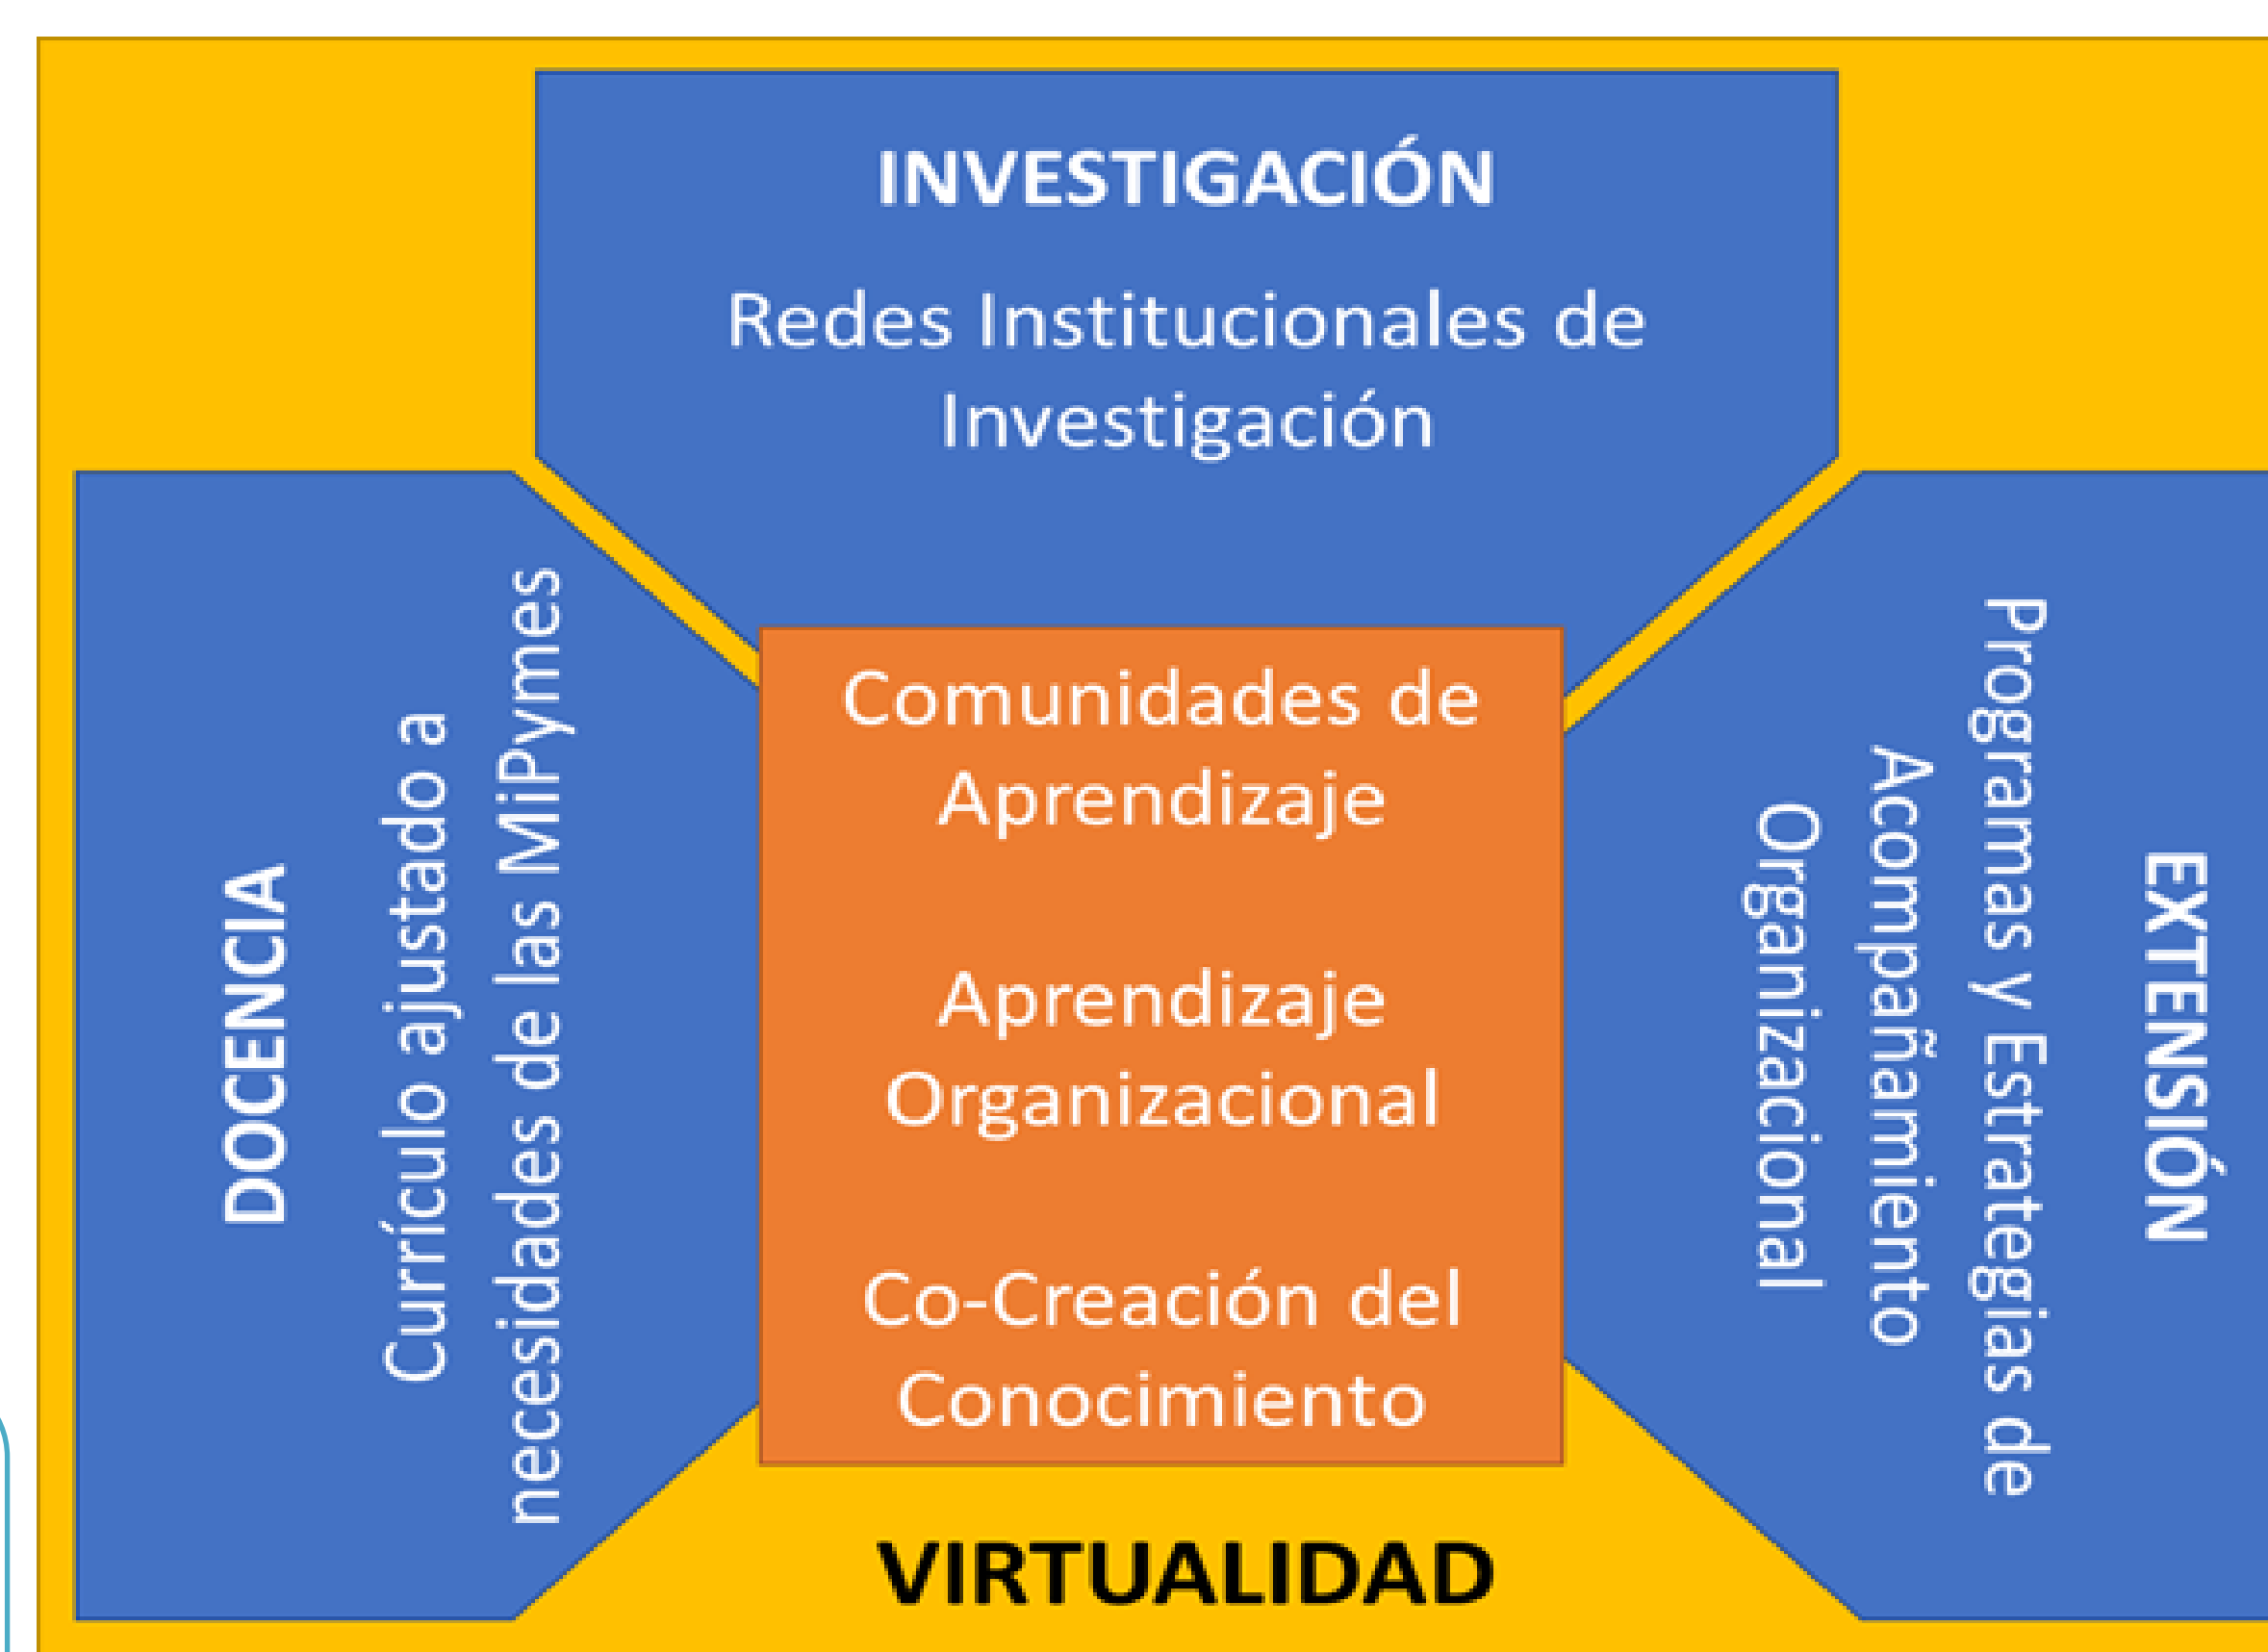 INVESTIGACIÓN
Redes Institucionales de
Investigación
DOCENCIA
Currículo ajustado a
necesidades de las MiPymes
Comunidades de
Aprendizaje
Aprendizaje
Organizacional
Co-Creación del
Conocimiento
EXTENSIÓN
Programas y Estrategias de
Acompañamiento
Organizacional
VIRTUALIDAD